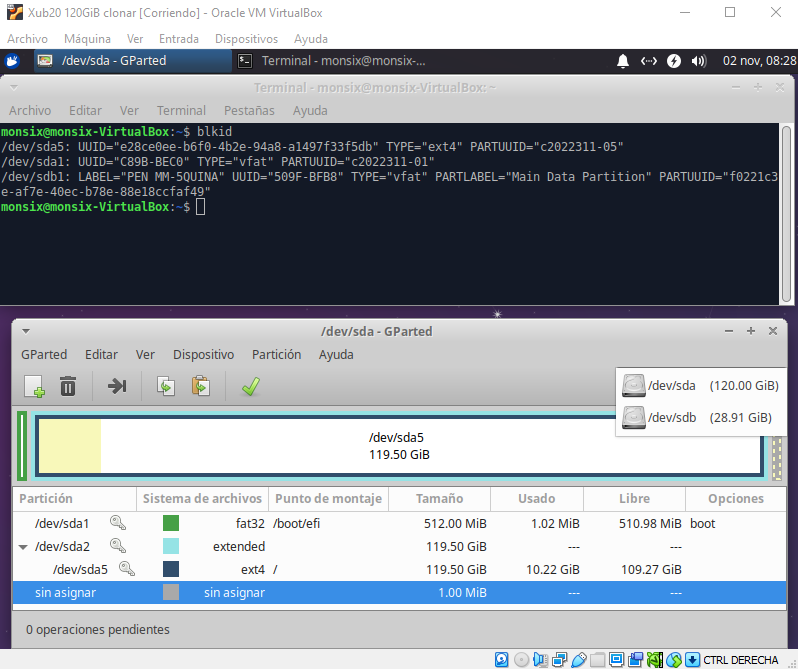 Xub20 120GiB clonar [Corriendo] - Oracle VM VirtualBox
Archivo Máquina Ver Entrada Dispositivos Ayuda
/dev/sda - GParted Terminal - monsix@monsix-... 02 nov, 08:28
Terminal - monsix@monsix-VirtualBox:~
Archivo Editar Ver Terminal Pestañas Ayuda
monsix@monsix-VirtualBox:~$ blkid
/dev/sda5: UUID="e28ce0ee-b6f0-4b2e-94a8-a1497f33f5db" TYPE="ext4" PARTUUID="c2022311-05"
/dev/sda1: UUID="C89B-BEC0" TYPE="vfat" PARTUUID="c2022311-01"
/dev/sdb1: LABEL="PEN MM-5QUINA" UUID="509F-BFB8" TYPE="vfat" PARTLABEL="Main Data Partition" PARTUUID="f0221c3
e-af7e-40ec-b78e-88e18ccfaf49"
monsix@monsix-VirtualBox:~$
/dev/sda - GParted
GParted Editar Ver Dispositivo Partición Ayuda
/dev/sda (120.00 GiB)
/dev/sdb (28.91 GiB)
/dev/sda5
119.50 GiB
Partición Sistema de archivos Punto de montaje Tamaño Usado Libre Opciones
/dev/sda1 fat32 /boot/efi 512.00 MiB 1.02 MiB 510.98 MiB boot
/dev/sda2 extended 119.50 GiB --- ---
/dev/sda5 ext4 / 119.50 GiB 10.22 GiB 109.27 GiB
sin asignar sin asignar 1.00 MiB --- ---
0 operaciones pendientes
CTRL DERECHA